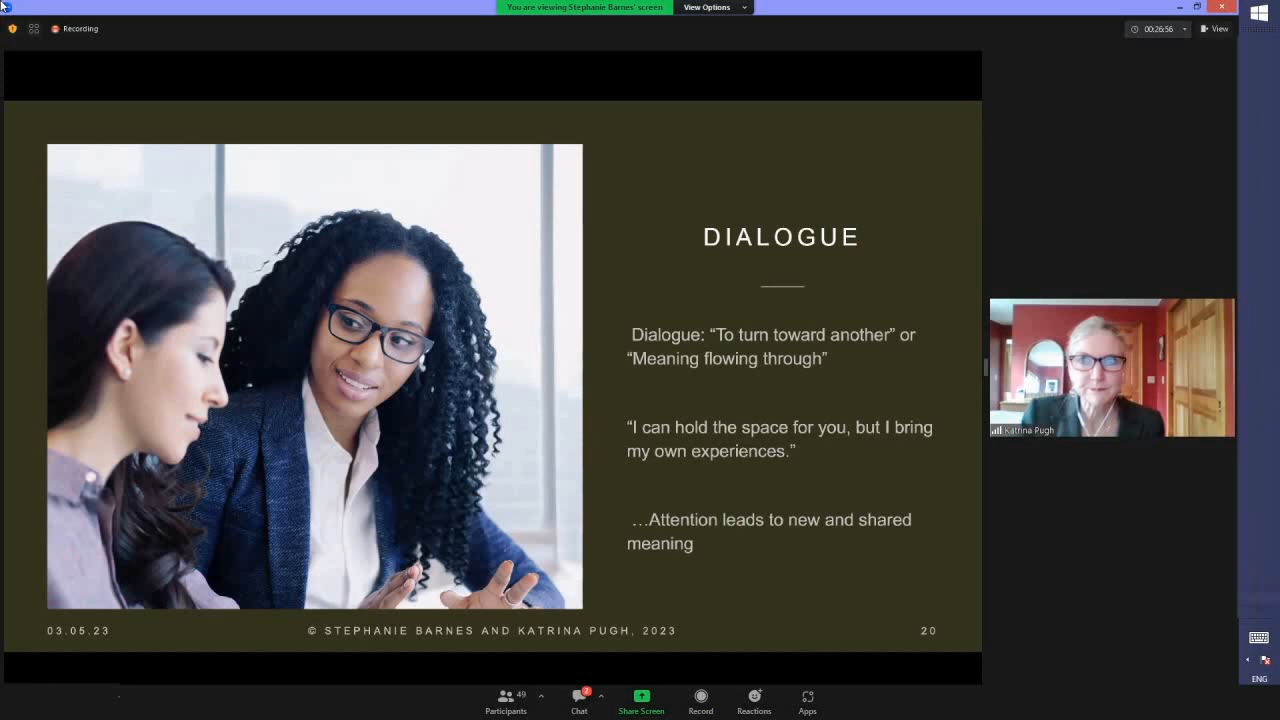 You are viewing Stephanie Barnes' screen
View Options
Recording
00:26:56
View
DIALOGUE
Dialogue: “To turn toward another” or
“Meaning flowing through”
“I can hold the space for you, but I bring
my own experiences.”
…Attention leads to new and shared
meaning
Katrina Pugh
03.05.23
© STEPHANIE BARNES AND KATRINA PUGH, 2023
20
49
2
Participants
Chat
Share Screen
Record
Reactions
Apps
ENG